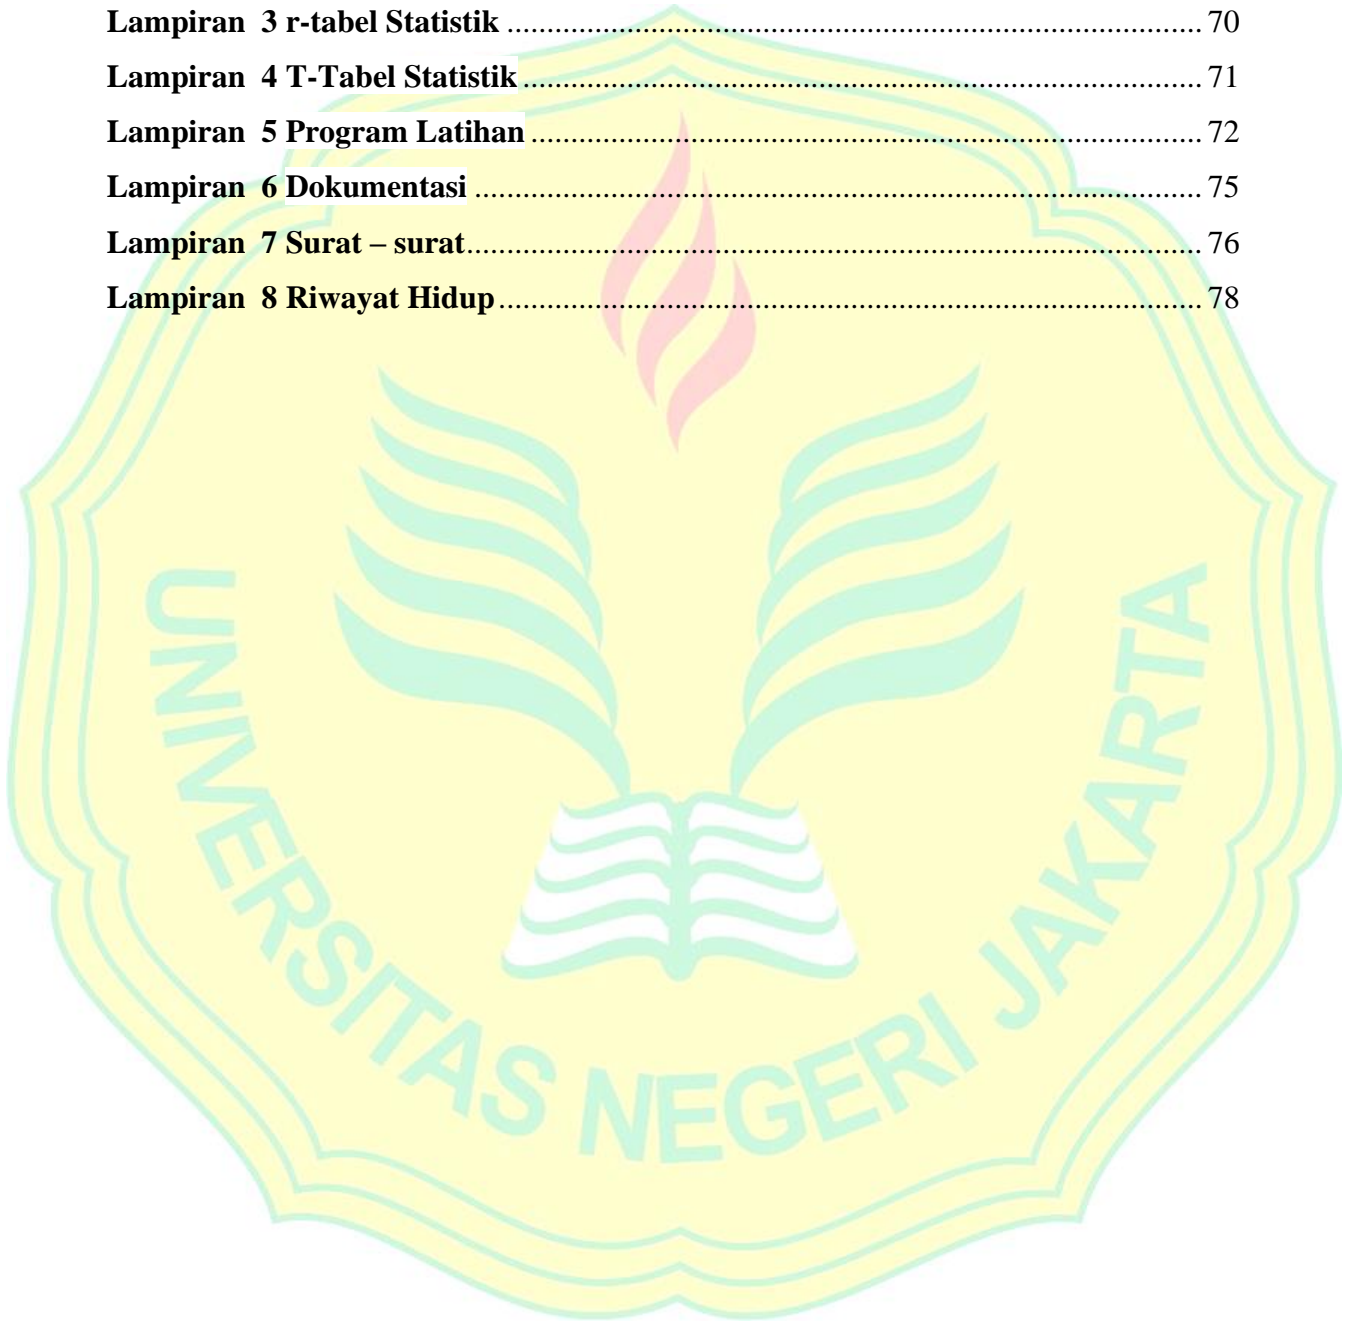 Lampiran  3 r-tabel Statistik ........................................................................................ 70
Lampiran  4 T-Tabel Statistik ...................................................................................... 71
Lampiran  5 Program Latihan ..................................................................................... 72
Lampiran  6 Dokumentasi ............................................................................................ 75
Lampiran  7 Surat – surat............................................................................................. 76
Lampiran  8 Riwayat Hidup ......................................................................................... 78
UNIVERSITAS NEGERI JAKARTA